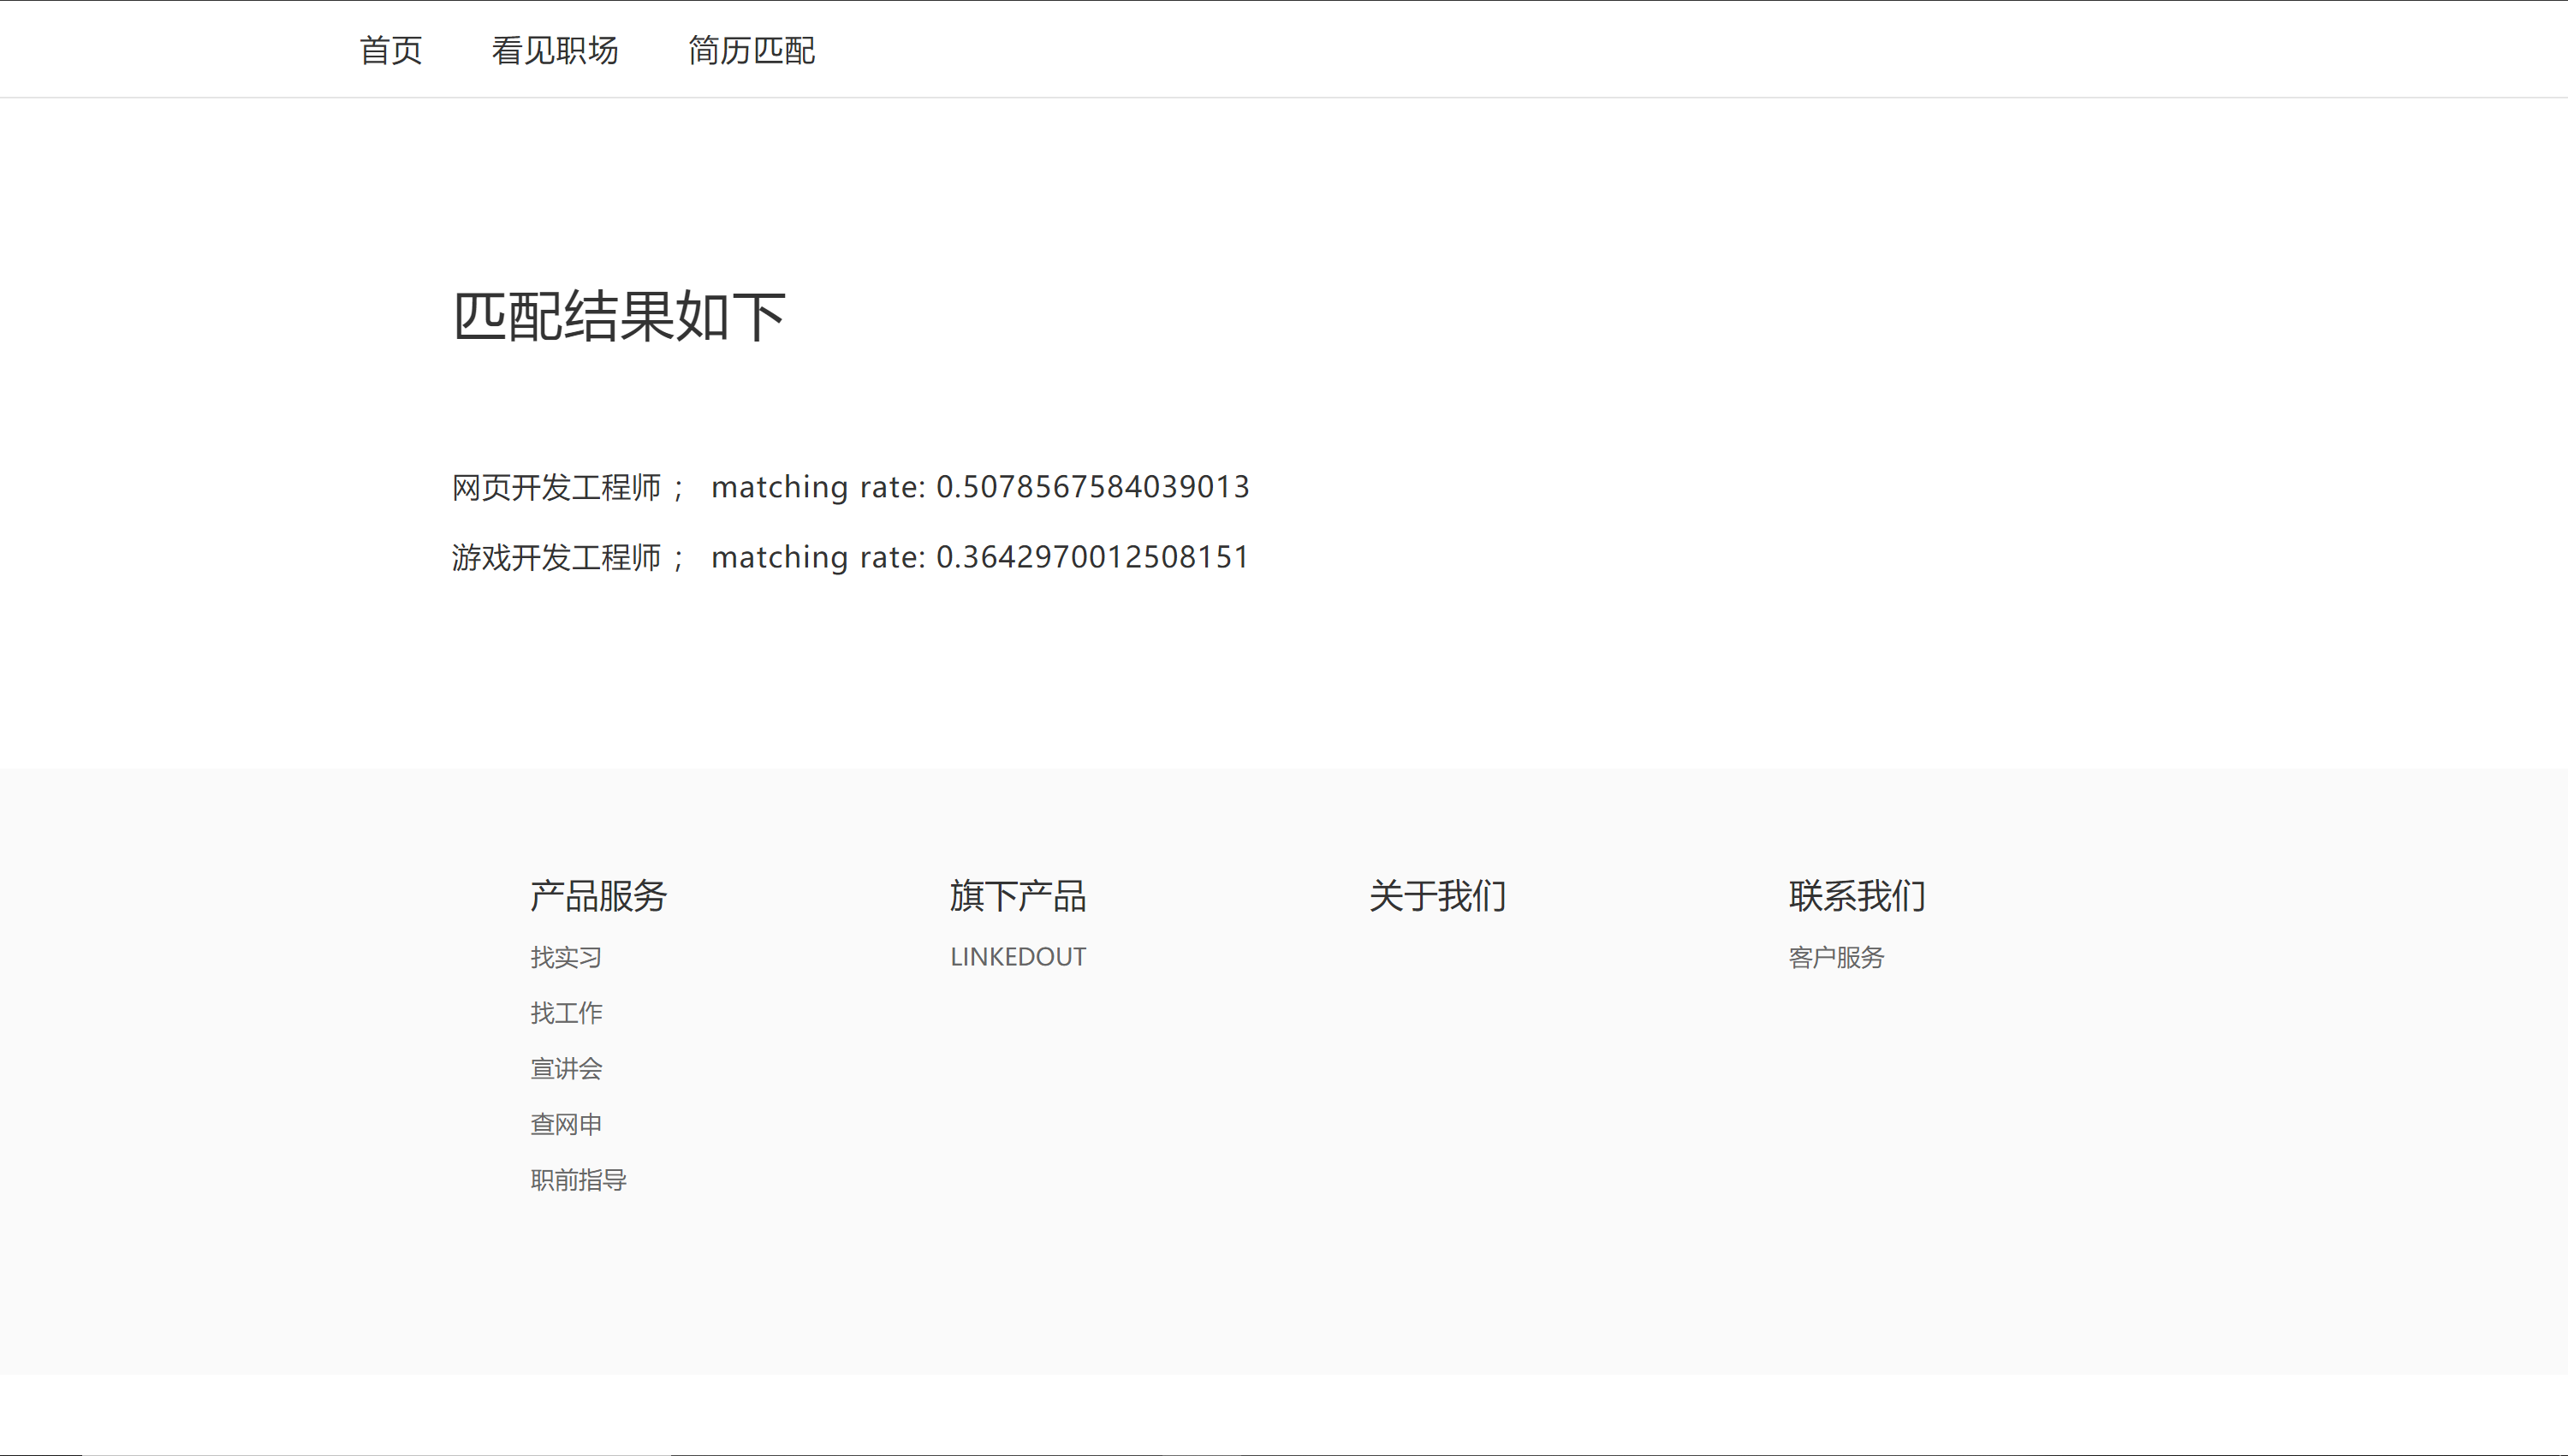 首页 看见职场 简历匹配
匹配结果如下
网页开发工程师 ; matching rate: 0.5078567584039013
游戏开发工程师 ; matching rate: 0.3642970012508151
产品服务 旗下产品 关于我们 联系我们
找实习 LINKEDOUT 客户服务
找工作
宣讲会
查网申
职前指导